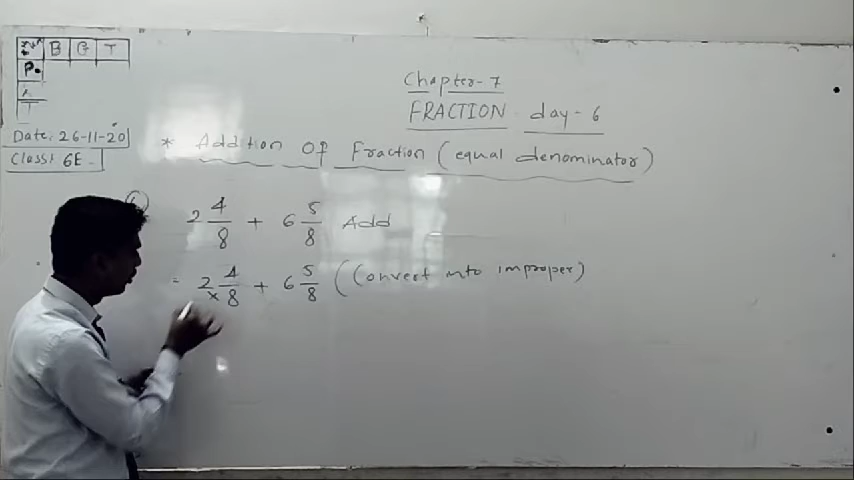 B G T
P.
Chapter-7
FRACTION day-6
Date: 26-11-20
Class: 6E
* Addition Of Fraction (equal denominator)
2 4/8 + 6 5/8 Add
= 2 × 4/8 + 6 5/8 (Convert into improper)